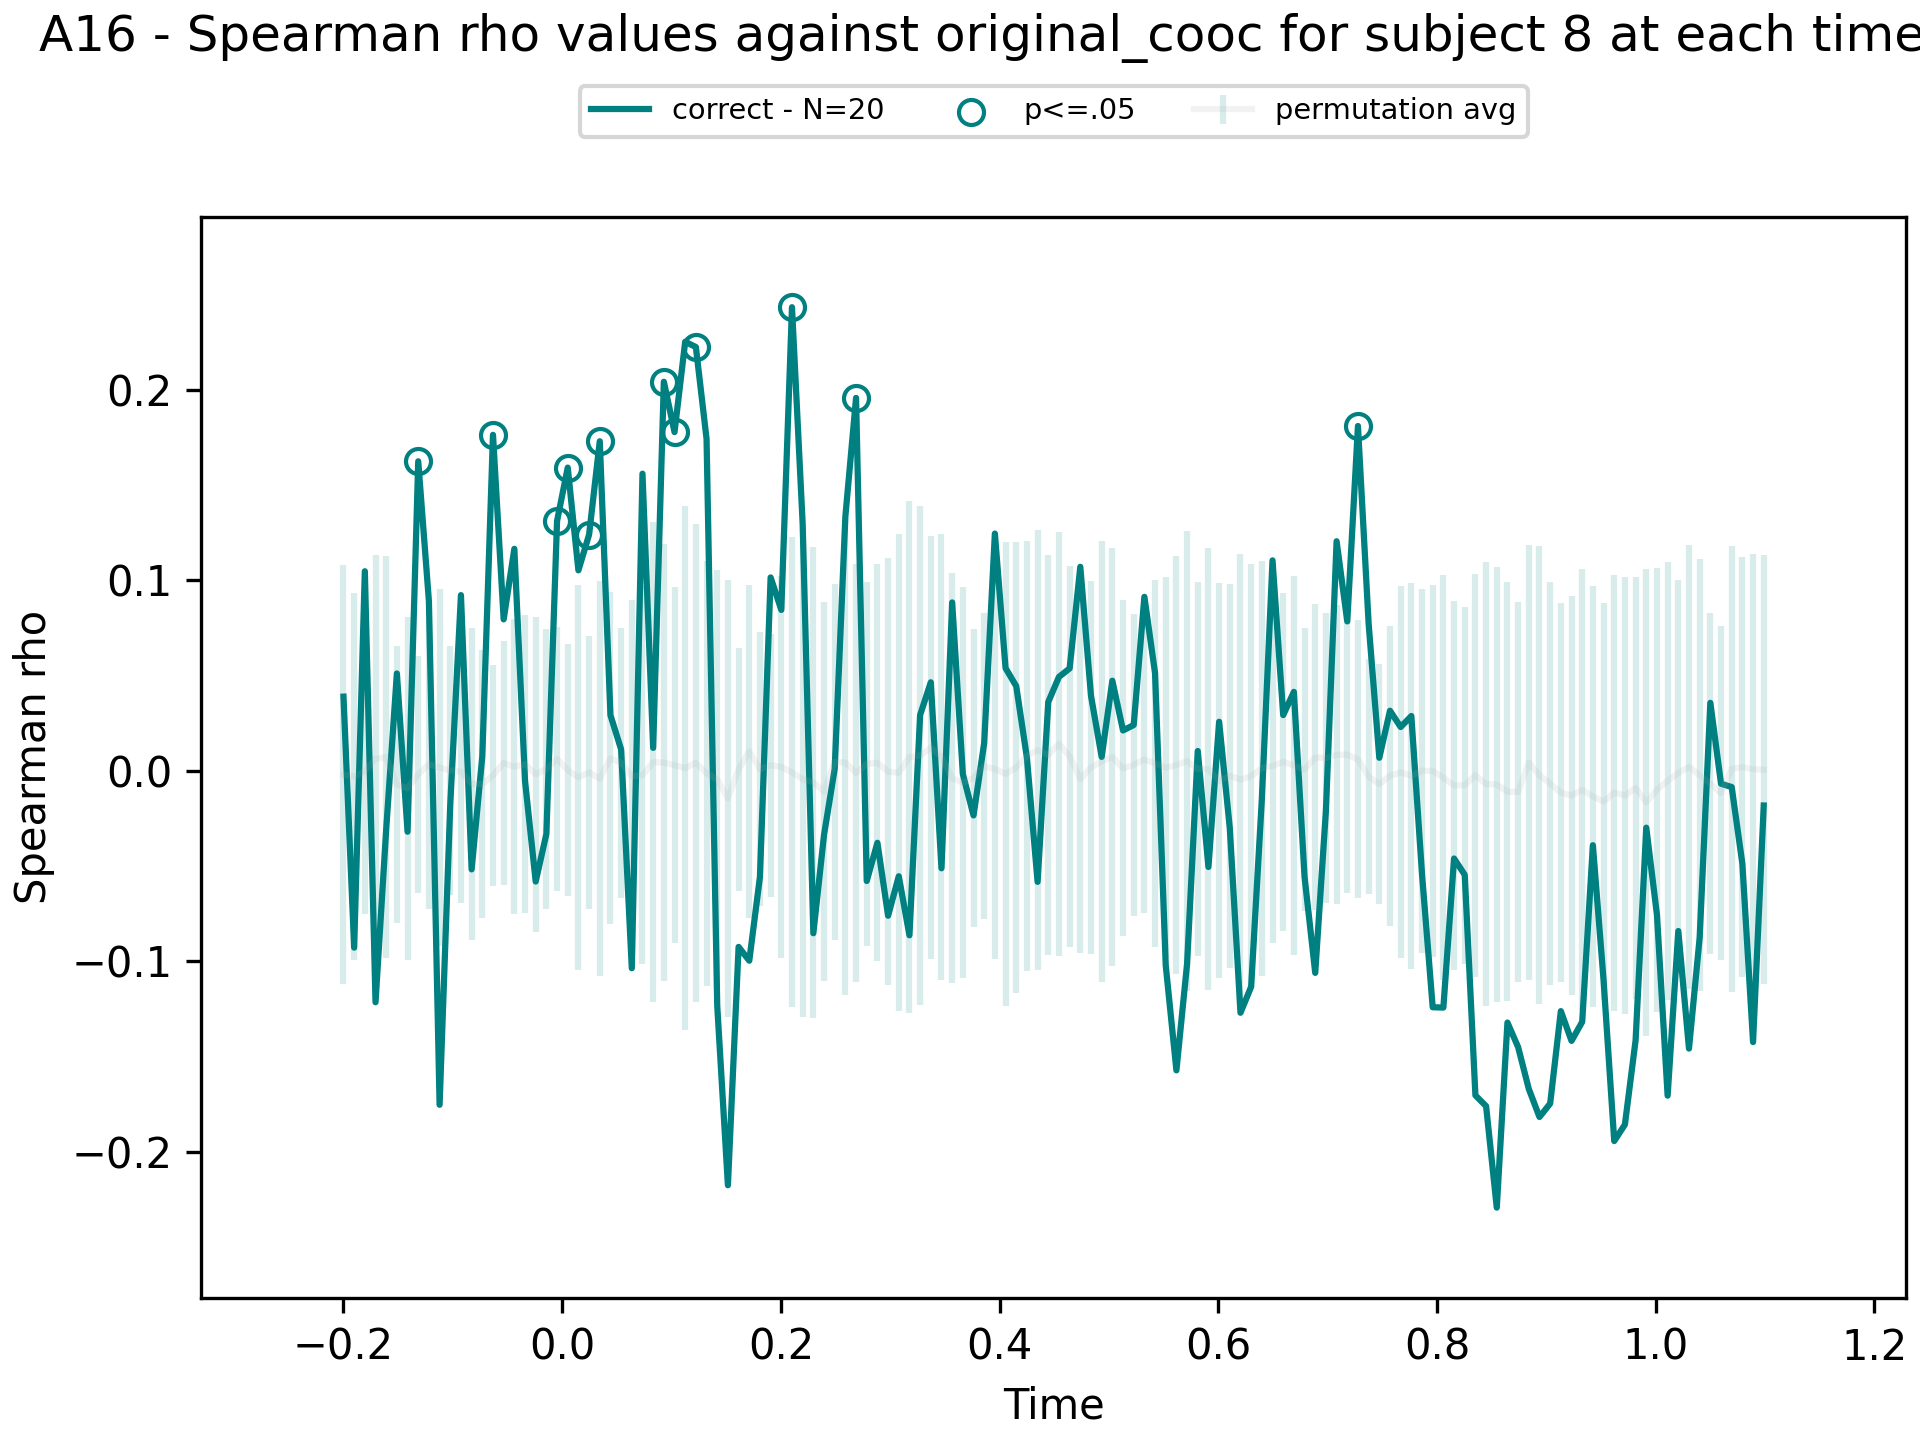 A16 - Spearman rho values against original_cooc for subject 8 at each time
correct - N=20 p<=.05 permutation avg
Spearman rho
0.2
0.1
0.0
−0.1
−0.2
−0.2 0.0 0.2 0.4 0.6 0.8 1.0 1.2
Time